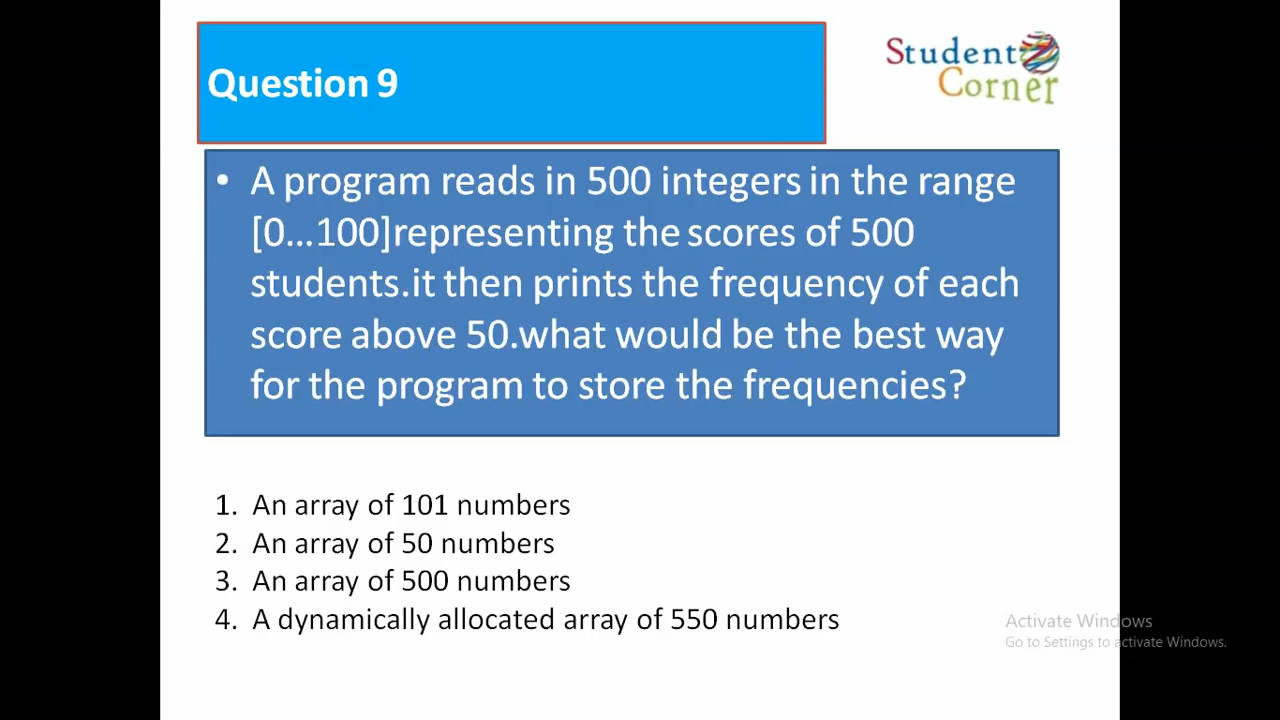 Question 9
Student
Corner
• A program reads in 500 integers in the range
[0...100]representing the scores of 500
students.it then prints the frequency of each
score above 50.what would be the best way
for the program to store the frequencies?
1. An array of 101 numbers
2. An array of 50 numbers
3. An array of 500 numbers
4. A dynamically allocated array of 550 numbers
Activate Windows
Go to Settings to activate Windows.